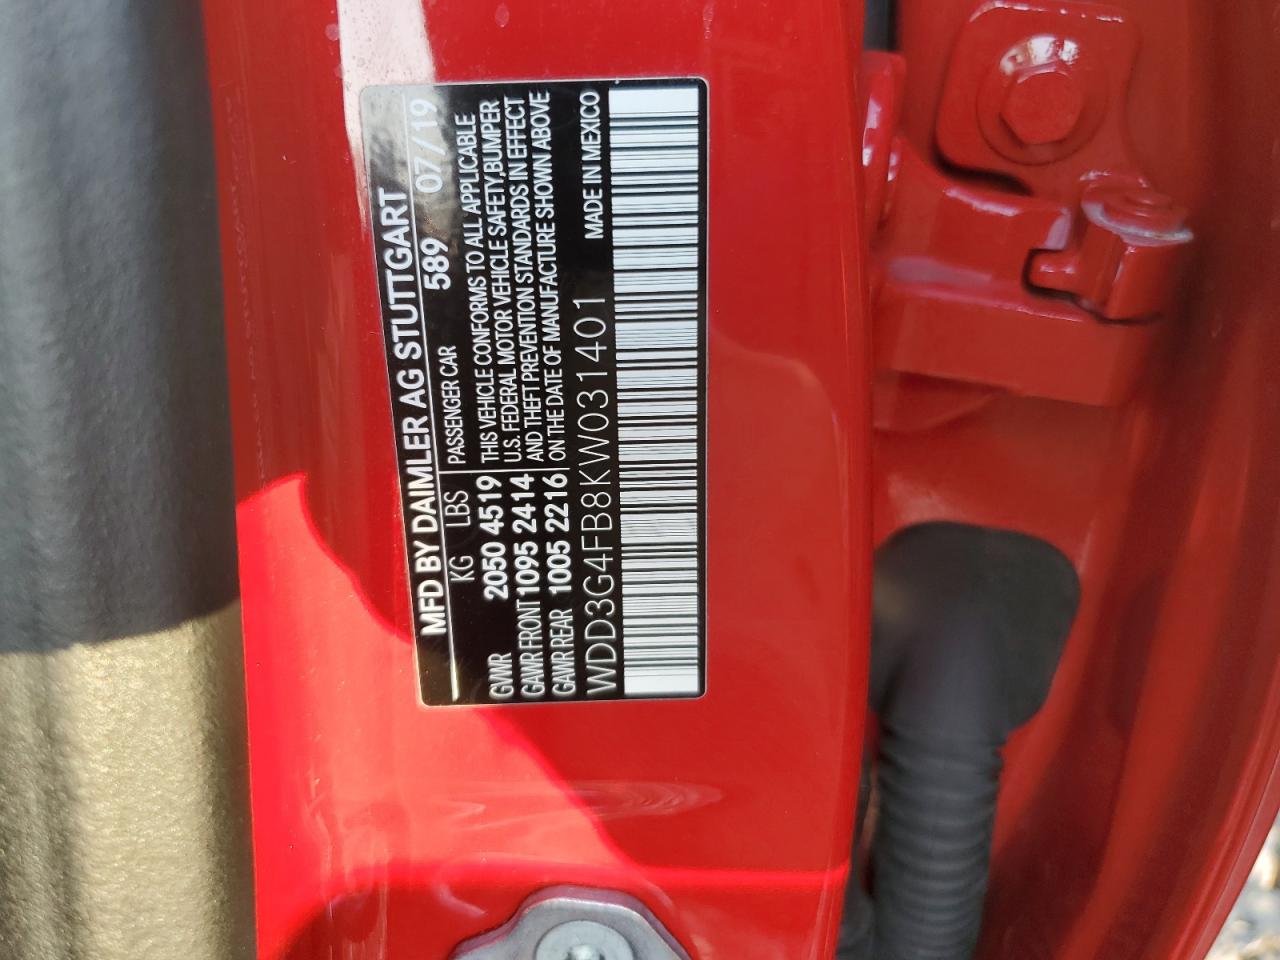 MFD BY DAIMLER AG STUTTGART
KG LBS PASSENGER CAR 589 07/19
GVWR 2050 4519 THIS VEHICLE CONFORMS TO ALL APPLICABLE
GAWR FRONT 1095 2414 U.S. FEDERAL MOTOR VEHICLE SAFETY,BUMPER
GAWR REAR 1005 2216 AND THEFT PREVENTION STANDARDS IN EFFECT
ON THE DATE OF MANUFACTURE SHOWN ABOVE
WDD3G4FB8KW031401 MADE IN MEXICO